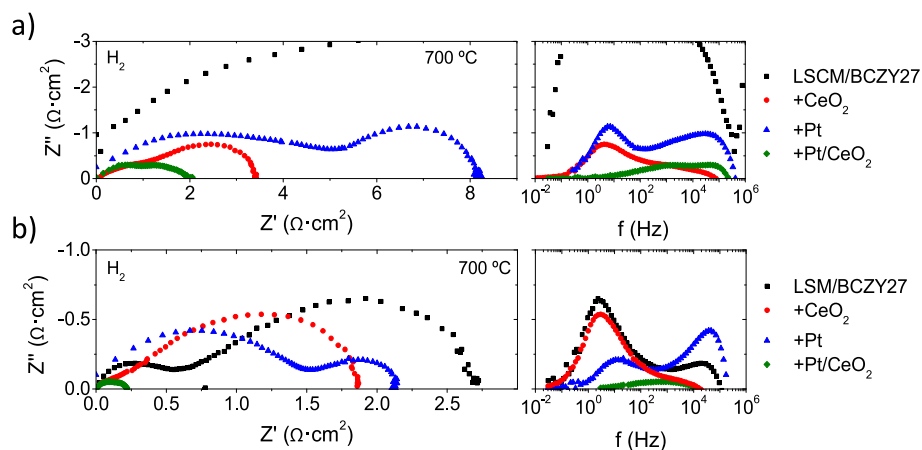 a)
H₂
700 ºC
-3
-2
-1
0
Z'' (Ω·cm²)
0
2
4
6
8
Z' (Ω·cm²)
10⁻²
10⁰
10²
10⁴
10⁶
f (Hz)
LSCM/BCZY27
+CeO₂
+Pt
+Pt/CeO₂
b)
H₂
700 ºC
-1.0
-0.5
0.0
Z'' (Ω·cm²)
0.0
0.5
1.0
1.5
2.0
2.5
Z' (Ω·cm²)
10⁻²
10⁰
10²
10⁴
10⁶
f (Hz)
LSM/BCZY27
+CeO₂
+Pt
+Pt/CeO₂